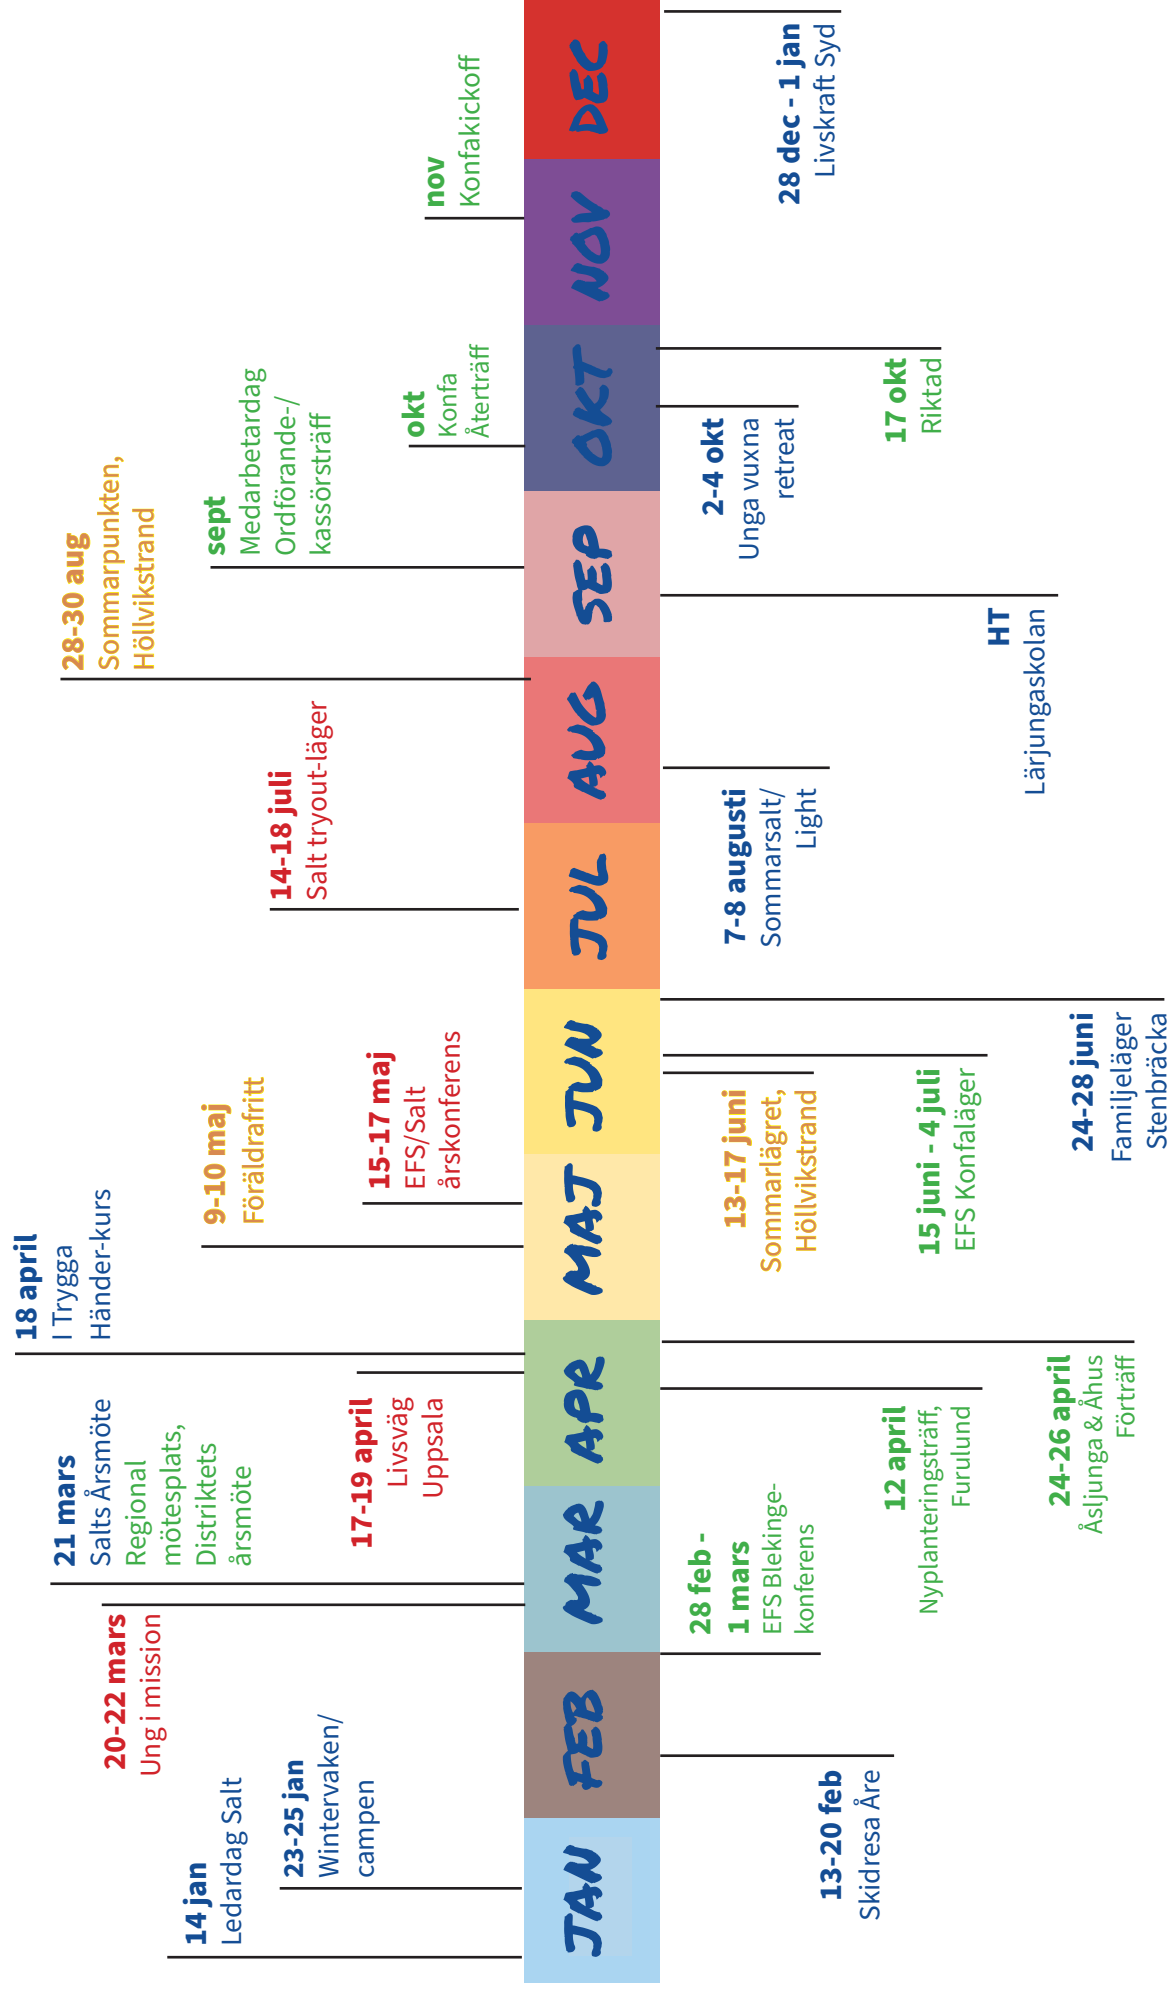 14 jan
Ledardag Salt
23-25 jan
Wintervaken/
campen
20-22 mars
Ung i mission
21 mars
Salts Årsmöte
Regional
mötesplats,
Distriktets
årsmöte
17-19 april
Livsväg
Uppsala
18 april
I Trygga
Händer-kurs
9-10 maj
Föräldrafritt
15-17 maj
EFS/Salt
årskonferens
14-18 juli
Salt tryout-läger
28-30 aug
Sommarpunkten,
Höllvikstrand
sept
Medarbetardag
Ordförande-/
kassörsträff
okt
Konfa
Återträff
nov
Konfakickoff
JAN
FEB
MAR
APR
MAJ
JUN
JUL
AUG
SEP
OKT
NOV
DEC
13-20 feb
Skidresa Åre
28 feb -
1 mars
EFS Blekinge-
konferens
12 april
Nyplanteringsträff,
Furulund
24-26 april
Åsljunga & Åhus
Förträff
13-17 juni
Sommarlägret,
Höllvikstrand
15 juni - 4 juli
EFS Konfaläger
24-28 juni
Familjeläger
Stenbräcka
7-8 augusti
Sommarsalt/
Light
HT
Lärjungaskolan
2-4 okt
Unga vuxna
retreat
17 okt
Riktad
28 dec - 1 jan
Livskraft Syd